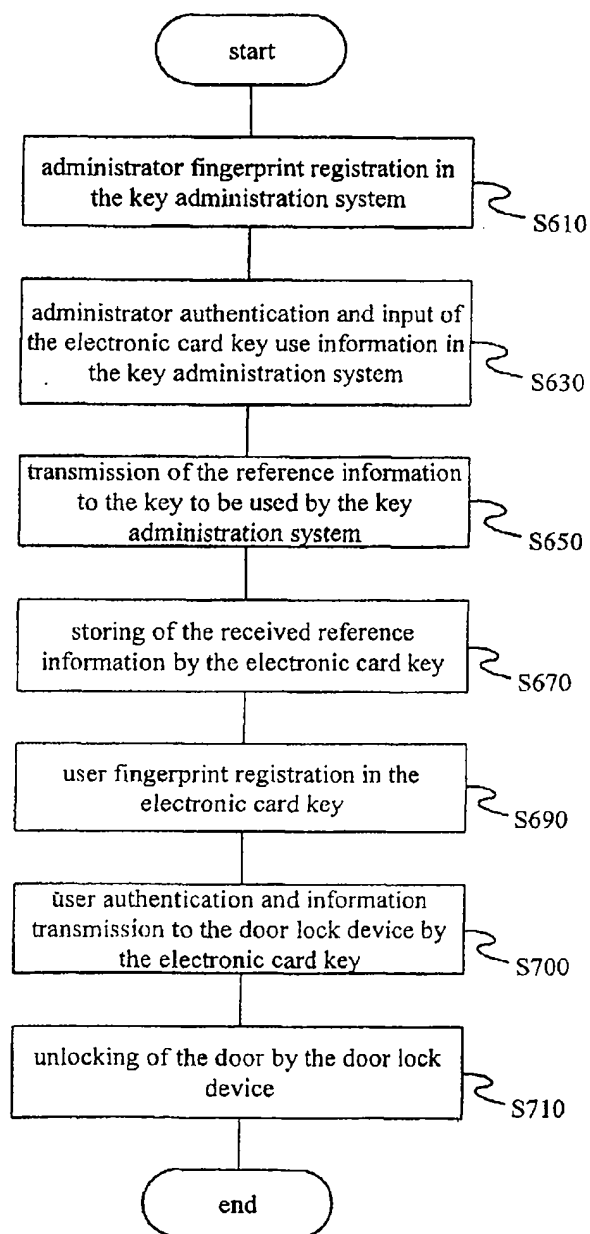 start
administrator fingerprint registration in
the key administration system
S610
administrator authentication and input of
the electronic card key use information in
the key administration system
S630
transmission of the reference information
to the key to be used by the key
administration system
S650
storing of the received reference
information by the electronic card key
S670
user fingerprint registration in the
electronic card key
S690
user authentication and information
transmission to the door lock device by
the electronic card key
S700
unlocking of the door by the door lock
device
S710
end